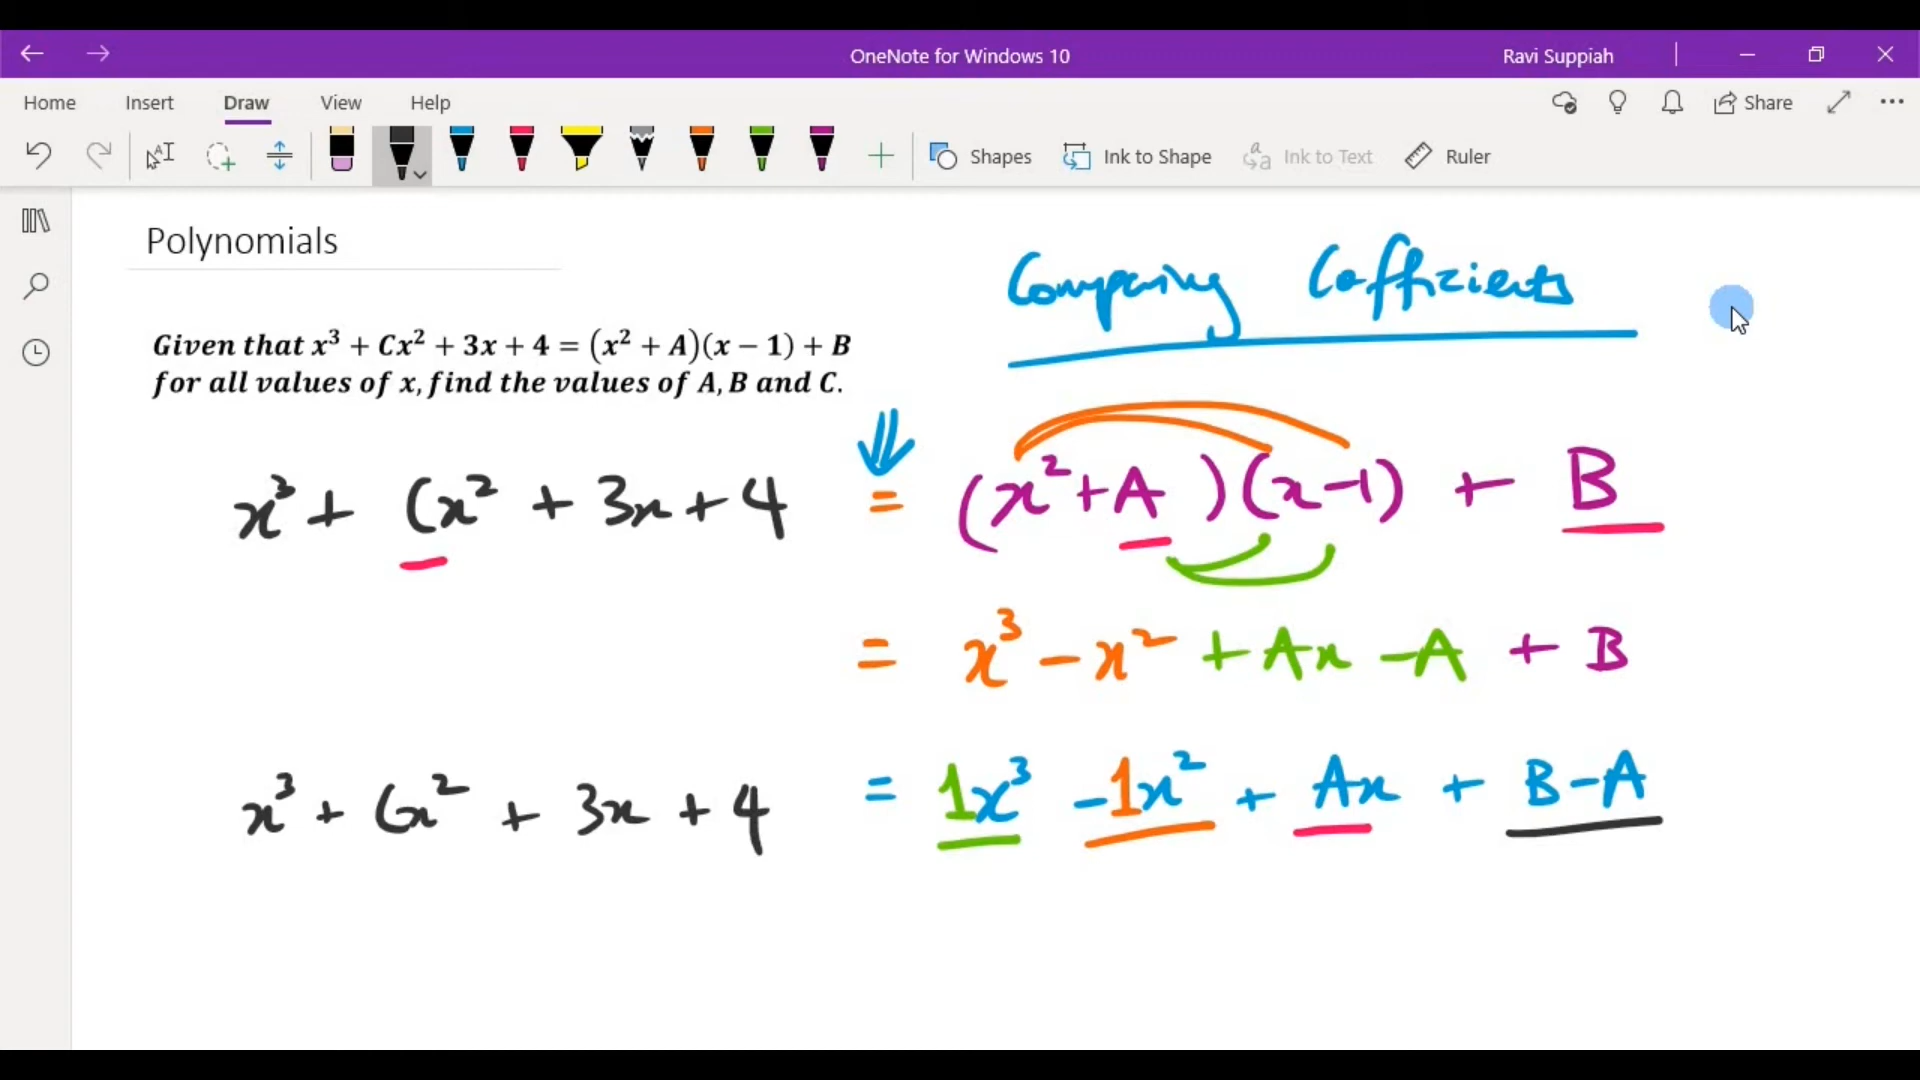 OneNote for Windows 10
Ravi Suppiah
Home Insert Draw View Help
Share
Shapes Ink to Shape Ink to Text Ruler
Polynomials
Comparing Coefficients
Given that x³ + Cx² + 3x + 4 = (x² + A)(x − 1) + B
for all values of x, find the values of A, B and C.
x³ + Cx² + 3x + 4 = (x² + A)(x − 1) + B
= x³ − x² + Ax − A + B
x³ + Cx² + 3x + 4 = 1x³ − 1x² + Ax + B − A